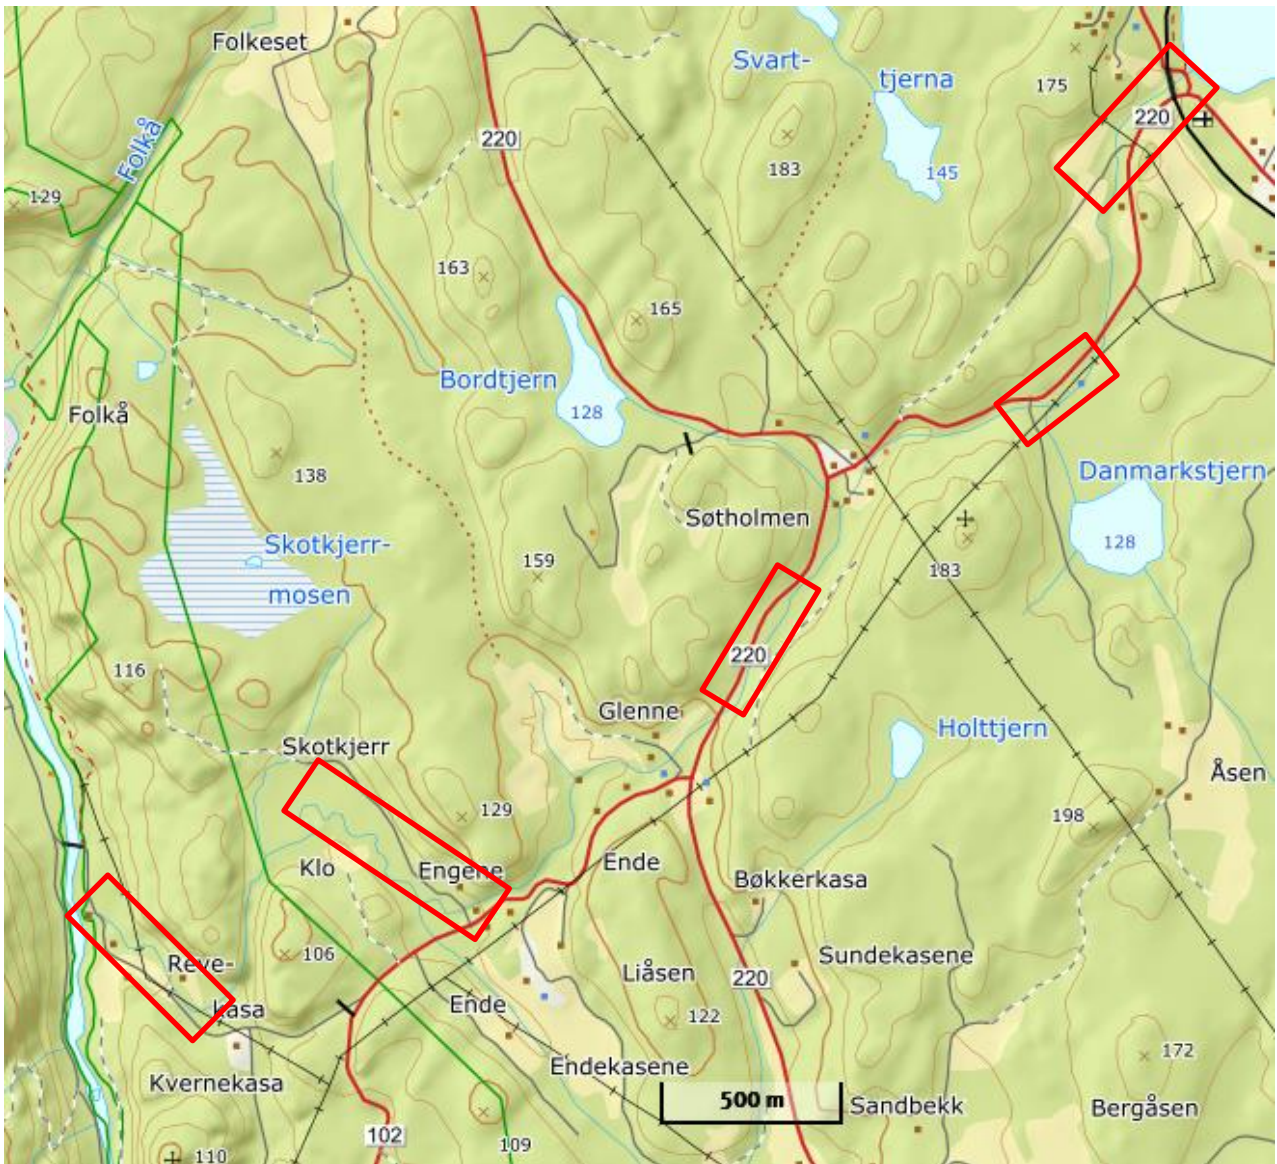 Folkeset
Svart-
tjerna
175
220
Folkå
220
183
145
129
163
165
Bordtjern
128
Folkå
Danmarkstjern
138
Søtholmen
Skotkjerr-
mosen
159
128
183
116
220
Glenne
Holttjern
Skotkjerr
Åsen
129
198
Klo
Engene
Ende
Bøkkerkasa
106
Reve-
kasa
Liåsen
Sundekasene
220
Ende
122
172
Endekasene
Kvernekasa
500 m
Sandbekk
Bergåsen
102
109
110